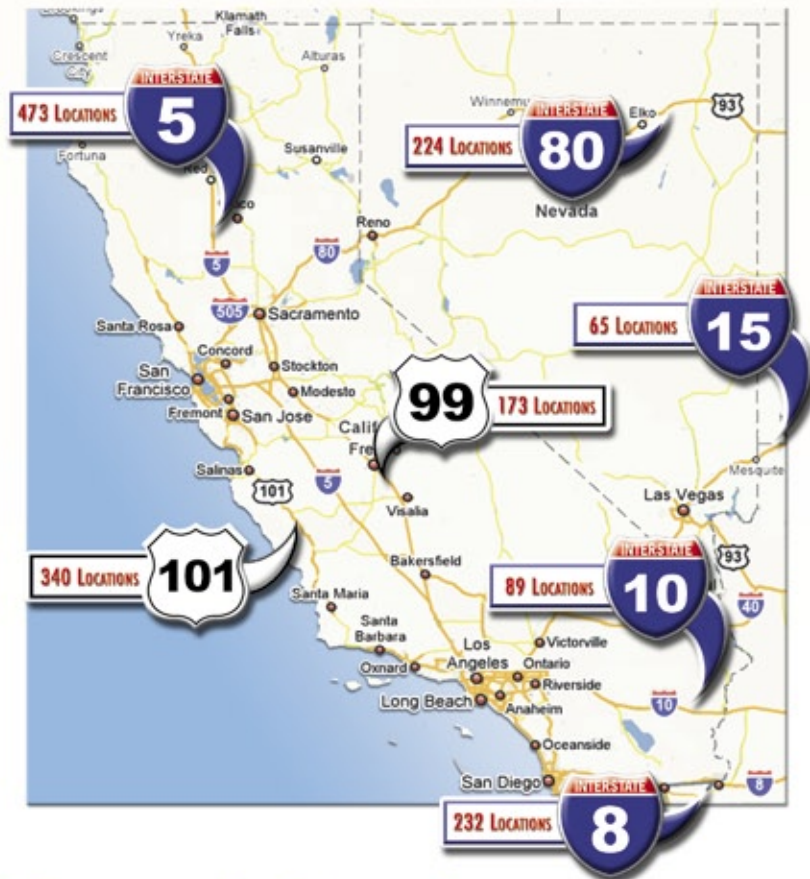 Klamath
Falls
Yreka
Crescent
City
Alturas
INTERSTATE
5
473 LOCATIONS
Fortuna
Winnemu
INTERSTATE
80
224 LOCATIONS
Elko
93
Susanville
Red
co
Nevada
Reno
5
80
505
Sacramento
INTERSTATE
15
65 LOCATIONS
Santa Rosa
Concord
San
Francisco
Stockton
Modesto
Fremont
San Jose
99
173 LOCATIONS
Calif
Fre
Mesquite
Salinas
101
5
Visalia
Las Vegas
101
340 LOCATIONS
Bakersfield
93
INTERSTATE
10
89 LOCATIONS
40
Santa Maria
Santa
Barbara
Oxnard
Los
Angeles
Victorville
Ontario
Riverside
Long Beach
Anaheim
10
Oceanside
San Diego
INTERSTATE
8
232 LOCATIONS
8